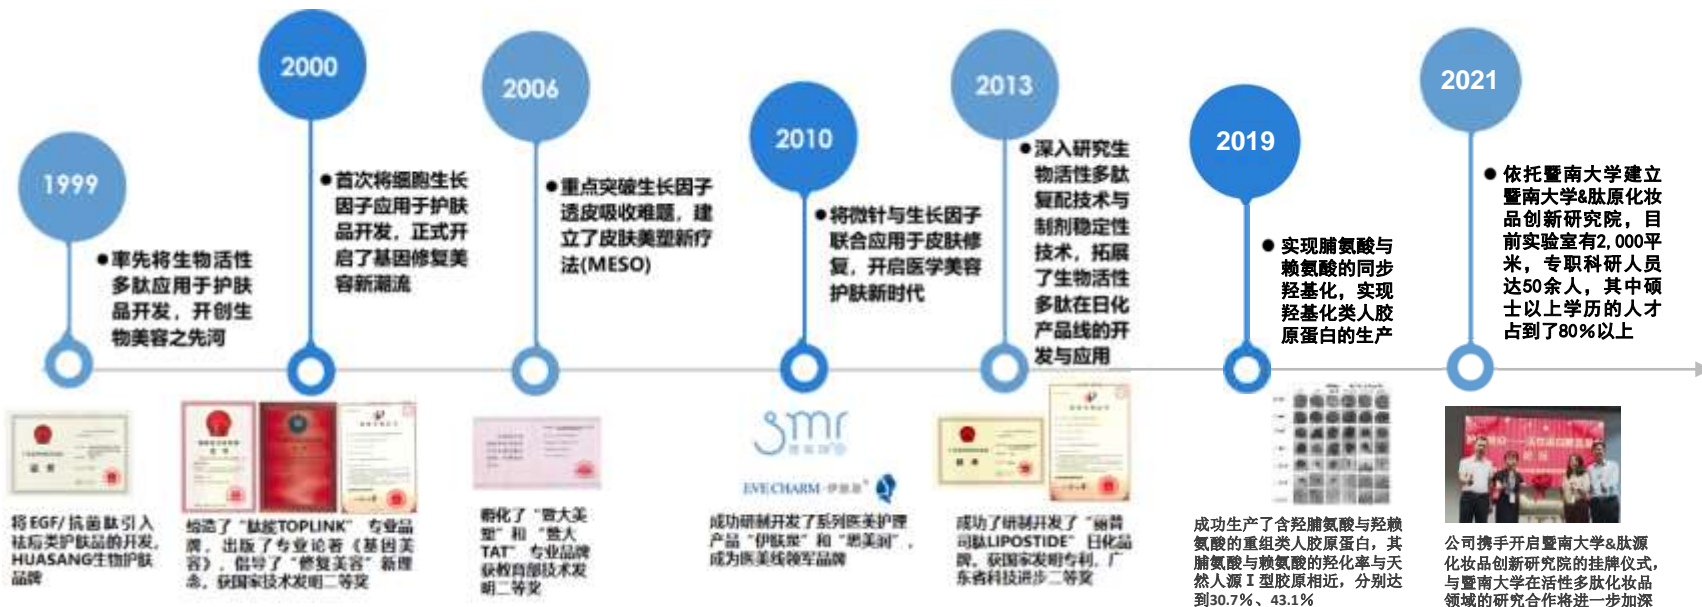 1999
率先将生物活性
多肽应用于护肤
品开发，开创生
物美容之先河
将EGF/抗菌肽引入
祛痘类护肤品的开发，
HUASANG生物护肤
品牌
2000
首次将细胞生长
因子应用于护肤
品开发，正式开
启了基因修复美
容新潮流
缔造了“肽能TOPLINK” 专业品
牌，出版了专业论著《基因美
容》，倡导了“修复美容”新理
念，获国家技术发明二等奖
2006
重点突破生长因子
透皮吸收难题，建
立了皮肤美塑新疗
法(MESO)
孵化了“暨大美
塑”和“暨大
TAT” 专业品牌
获教育部技术发
明二等奖
2010
将微针与生长因子
联合应用于皮肤修
复，开启医学美容
护肤新时代
smr
EVE CHARM·伊肤泉
成功研制开发了系列医美护理
产品“伊肤泉”和“思美润”，
成为医美线领军品牌
2013
深入研究生
物活性多肽
复配技术与
制剂稳定性
技术，拓展
了生物活性
多肽在日化
产品线的开
发与应用
成功了研制开发了“丽普
司肽LIPOSTIDE”日化品
牌，获国家发明专利，广
东省科技进步二等奖
2019
实现脯氨酸与
赖氨酸的同步
羟基化，实现
羟基化类人胶
原蛋白的生产
成功生产了含羟脯氨酸与羟赖
氨酸的重组类人胶原蛋白，其
脯氨酸与赖氨酸的羟化率与天
然人源Ⅰ型胶原相近，分别达
到30.7%、43.1%
2021
依托暨南大学建立
暨南大学&肽原化妆
品创新研究院，目
前实验室有2,000平
米，专职科研人员
达50余人，其中硕
士以上学历的人才
占到了80%以上
公司携手开启暨南大学&肽源
化妆品创新研究院的挂牌仪式，
与暨南大学在活性多肽化妆品
领域的研究合作将进一步加深